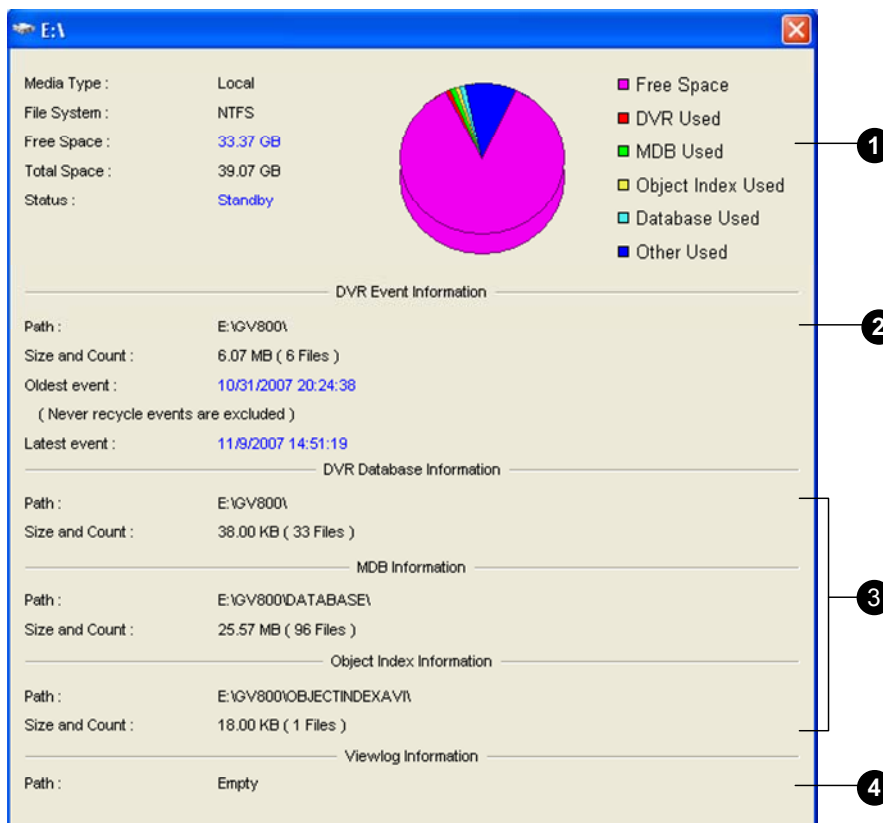 E:\
Media Type : Local
File System : NTFS
Free Space : 33.37 GB
Total Space : 39.07 GB
Status : Standby
Free Space
DVR Used
MDB Used
Object Index Used
Database Used
Other Used
1
DVR Event Information
Path : E:\GV800\
2
Size and Count : 6.07 MB ( 6 Files )
Oldest event : 10/31/2007 20:24:38
( Never recycle events are excluded )
Latest event : 11/9/2007 14:51:19
DVR Database Information
Path : E:\GV800\
Size and Count : 38.00 KB ( 33 Files )
MDB Information
Path : E:\GV800\DATABASE\
3
Size and Count : 25.57 MB ( 96 Files )
Object Index Information
Path : E:\GV800\OBJECTINDEXAVI\
Size and Count : 18.00 KB ( 1 Files )
Viewlog Information
Path : Empty
4